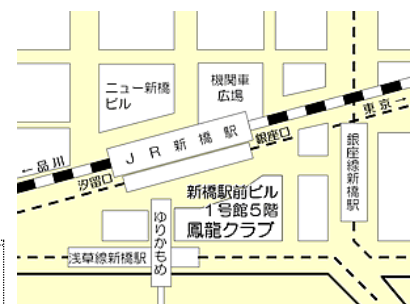 ニュー新橋
ビル
機関車
広場
東京→
JR新橋駅
銀座口
←品川
汐留口
銀座線新橋駅
新橋駅前ビル
1号館5階
鳳龍クラブ
ゆりかもめ
浅草線新橋駅